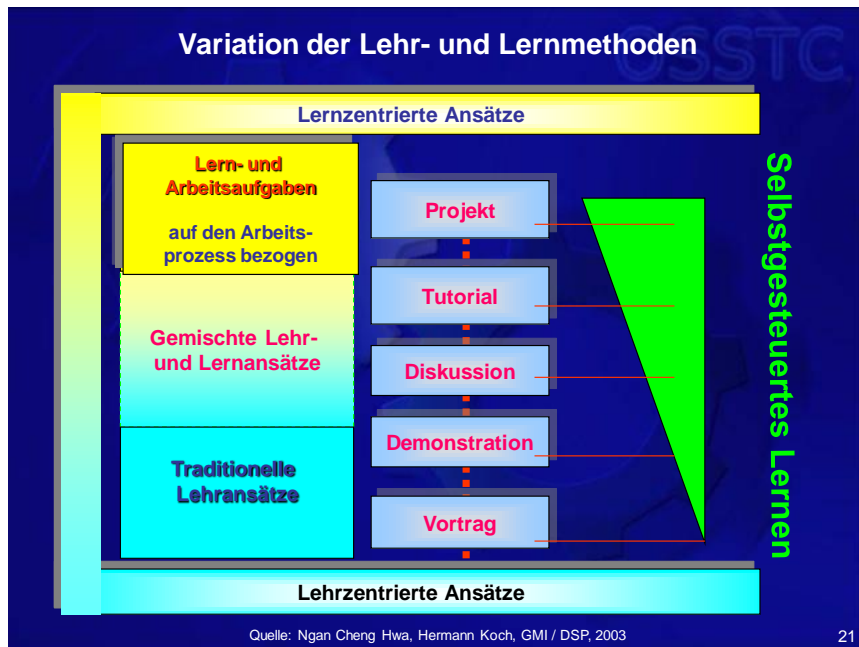 OSSTC
Variation der Lehr- und Lernmethoden
Lernzentrierte Ansätze
Lern- und
Arbeitsaufgaben
auf den Arbeits-
prozess bezogen
Gemischte Lehr-
und Lernansätze
Traditionelle
Lehransätze
Projekt
Tutorial
Diskussion
Demonstration
Vortrag
Selbstgesteuertes Lernen
Lehrzentrierte Ansätze
Quelle: Ngan Cheng Hwa, Hermann Koch, GMI / DSP, 2003
21